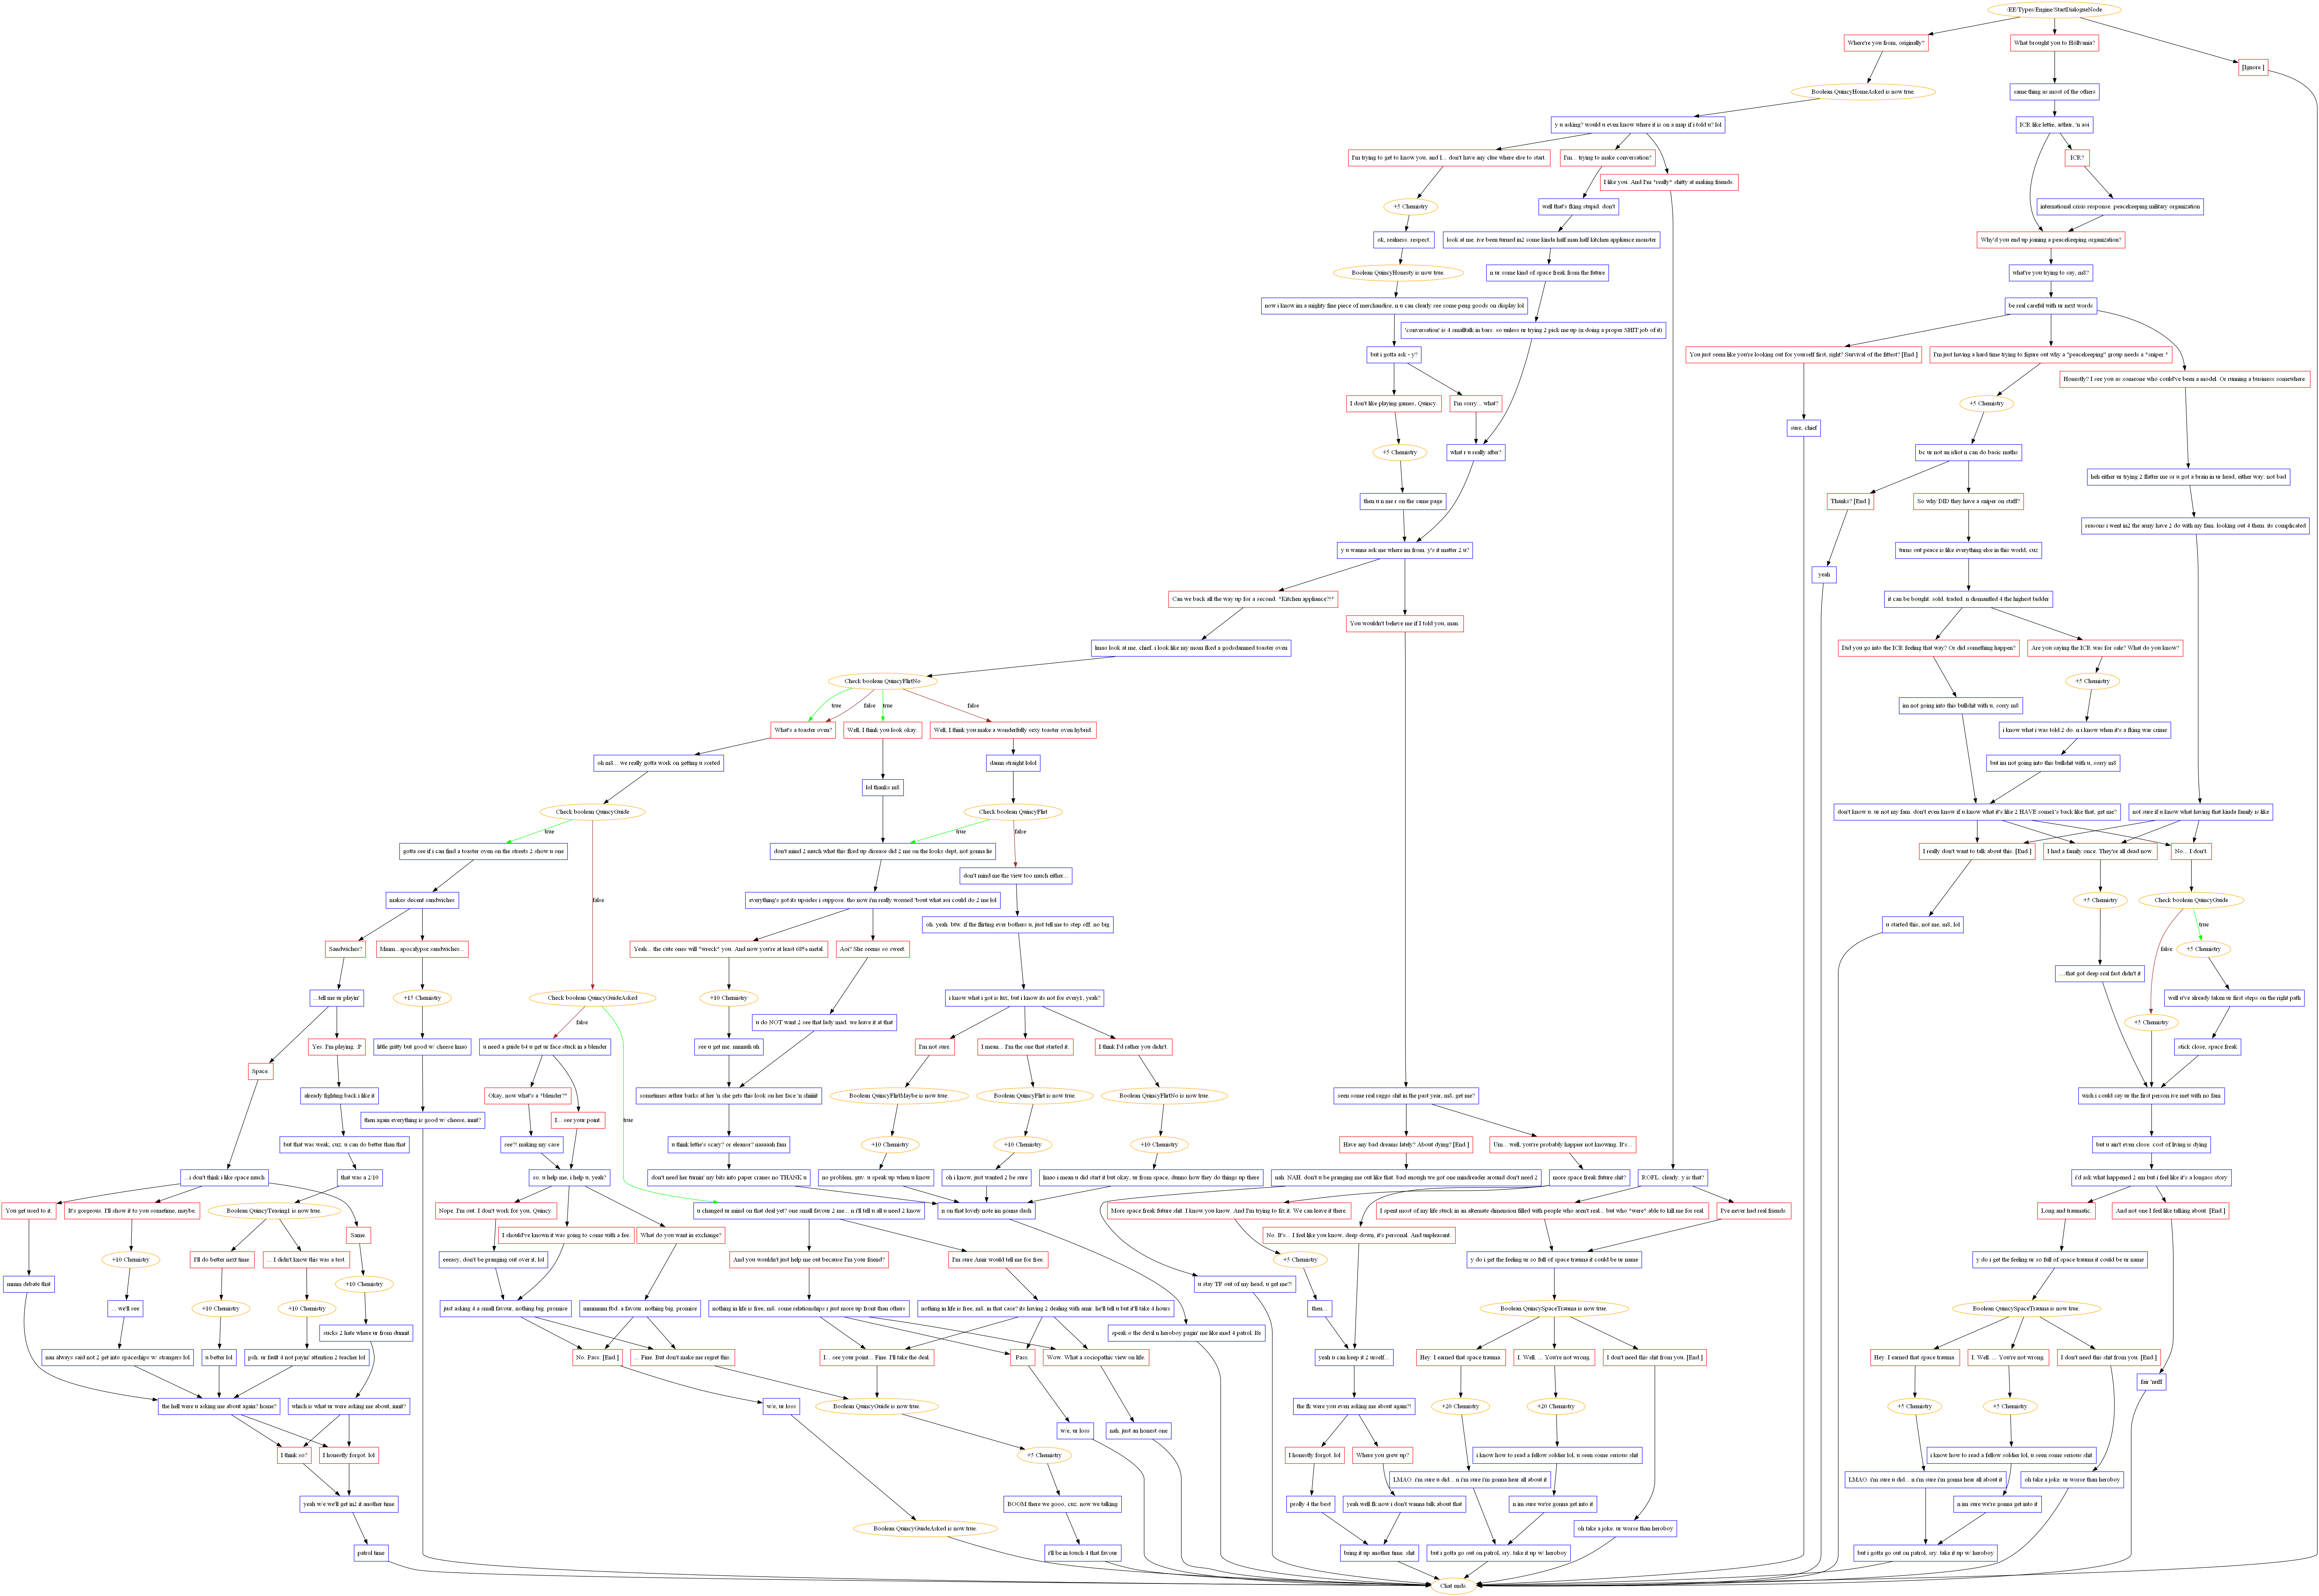 /EE/Types/Engine/StartDialogueNode
Where're you from, originally?
What brought you to Höllvania?
[Ignore.]
Boolean QuincyHomeAsked is now true.
same thing as most of the others
y u asking? would u even know where it is on a map if i told u? lol
ICR like lettie, arthur, 'n aoi
I'm trying to get to know you, and I... don't have any clue where else to start.
I'm... trying to make conversation?
ICR?
I like you. And I'm *really* shitty at making friends.
+5 Chemistry
well that's fking stupid. don't
international crisis response. peacekeeping military organization
ok, realness. respect.
look at me. ive been turned in2 some kinda half man half kitchen appliance monster
Why'd you end up joining a peacekeeping organization?
Boolean QuincyHonesty is now true.
n ur some kind of space freak from the future
what're you trying to say, m8?
now i know im a mighty fine piece of merchandise, n u can clearly see some peng goods on display lol
be real careful with ur next words
'conversation' is 4 smalltalk in bars. so unless ur trying 2 pick me up (n doing a proper SHIT job of it)
but i gotta ask - y?
You just seem like you're looking out for yourself first, right? Survival of the fittest? [End.]
I'm just having a hard time trying to figure out why a "peacekeeping" group needs a *sniper.*
Honestly? I see you as someone who could've been a model. Or running a business somewhere.
I don't like playing games, Quincy.
I'm sorry... what?
+5 Chemistry
sure, chief
+5 Chemistry
what r u really after?
bc ur not an idiot n can do basic maths
heh either ur trying 2 flatter me or u got a brain in ur head, either way, not bad
then u n me r on the same page
Thanks? [End.]
So why DID they have a sniper on staff?
reasons i went in2 the army have 2 do with my fam. looking out 4 them. its complicated
y u wanna ask me where im from. y's it matter 2 u?
turns out peace is like everything else in this world, cuz
yeah
Can we back all the way up for a second. *Kitchen appliance?!*
it can be bought. sold. traded. n dismantled 4 the highest bidder
You wouldn't believe me if I told you, man.
lmao look at me, chief. i look like my mom fked a godsdamned toaster oven
Did you go into the ICR feeling that way? Or did something happen?
Are you saying the ICR was for sale? What do you know?
Check boolean QuincyFlirtNo
+5 Chemistry
true
false
true
false
im not going into this bullshit with u, sorry m8
What's a toaster oven?
Well, I think you look okay.
Well, I think you make a wonderfully sexy toaster oven hybrid.
i know what i was told 2 do. n i know when it's a fking war crime
oh m8... we really gotta work on getting u sorted
damn straight lolol
but im not going into this bullshit with u, sorry m8
lol thanks m8
Check boolean QuincyGuide
Check boolean QuincyFlirt
don't know u. ur not my fam. don't even know if u know what it's like 2 HAVE some1's back like that, get me?
not sure if u know what having that kinda family is like
true
true
false
gotta see if i can find a toaster oven on the streets 2 show u one
don't mind 2 much what this fked up disease did 2 me on the looks dept, not gonna lie
I really don't want to talk about this. [End.]
I had a family once. They're all dead now.
No... I don't.
don't mind me the view too much either...
makes decent sandwiches
false
everything's got its upsides i suppose. tho now i'm really worried 'bout what aoi could do 2 me lol
+5 Chemistry
Check boolean QuincyGuide
oh. yeah. btw. if the flirting ever bothers u, just tell me to step off. no big
u started this, not me, m8, lol
Sandwiches?
Mmm.. apocalypse sandwiches...
Yeah... the cute ones will *wreck* you. And now you're at least 68% metal.
Aoi? She seems so sweet.
false
true
+5 Chemistry
...that got deep real fast didn't it
...tell me ur playin'
+15 Chemistry
Check boolean QuincyGuideAsked
+10 Chemistry
i know what i got is lux, but i know its not for every1, yeah?
well u've already taken ur first steps on the right path
false
u do NOT want 2 see that lady mad. we leave it at that
+5 Chemistry
Yes. I'm playing. :P
little gritty but good w/ cheese lmao
u need a guide b4 u get ur face stuck in a blender
see u get me. mmmh uh
I'm not sure.
I mean... I'm the one that started it.
I think I'd rather you didn't.
stick close, space freak
Space.
already fighting back i like it
Okay, now what's a *blender?*
sometimes arthur barks at her 'n she gets this look on her face 'n shiiiit
Boolean QuincyFlirtMaybe is now true.
Boolean QuincyFlirt is now true.
Boolean QuincyFlirtNo is now true.
seen some real raggo shit in the past year, m8, get me?
wish i could say ur the first person ive met with no fam
then again everything is good w/ cheese, innit?
I... see your point.
true
but that was weak, cuz. u can do better than that
see?! making my case
u think lettie's scary? or eleanor? naaaaah fam
+10 Chemistry
+10 Chemistry
+10 Chemistry
Have any bad dreams lately? About dying? [End.]
Um... well, you're probably happier not knowing. It's...
but u ain't even close. cost of living is dying
...i don't think i like space much
that was a 2/10
so. u help me, i help u, yeah?
don't need her turnin' my bits into paper cranes no THANK u
no problem, guv. u speak up when u know
oh i know, just wanted 2 be sure
lmao i mean u did start it but okay, ur from space, dunno how they do things up there
nah. NAH. don't u be pranging me out like that. bad enough we got one mindreader around don't need 2
more space freak future shit?
ROFL. clearly. y is that?
i'd ask what happened 2 em but i feel like it's a longass story
You get used to it.
It's gorgeous. I'll show it to you sometime, maybe.
Boolean QuincyTeasing1 is now true.
Nope. I'm out. I don't work for you, Quincy.
u changed ur mind on that deal yet? one small favour 2 me... n i'll tell u all u need 2 know
n on that lovely note im gonna dash
More space freak future shit. I know you know. And I'm trying to fix it. We can leave it there.
I spent most of my life stuck in an alternate dimension filled with people who aren't real... but who *were* able to kill me for real.
I've never had real friends.
Long and traumatic.
And not one I feel like talking about. [End.]
Same.
I should've known it was going to come with a fee.
What do you want in exchange?
No. It's... I feel like you know, deep down, it's personal. And unpleasant.
+10 Chemistry
I'll do better next time.
... I didn't know this was a test.
eeeasy, don't be pranging out over it, lol
And you wouldn't just help me out because I'm your friend?
I'm sure Amir would tell me for free.
+5 Chemistry
y do i get the feeling ur so full of space trauma it could be ur name
y do i get the feeling ur so full of space trauma it could be ur name
mmm debate that
+10 Chemistry
u stay TF out of my head, u get me?!
... we'll see
+10 Chemistry
+10 Chemistry
just asking 4 a small favour, nothing big, promise
mmmmm tbd. a favour. nothing big, promise
nothing in life is free, m8. some relationships r just more up front than others
nothing in life is free, m8. in that case? its having 2 dealing with amir. he'll tell u but it'll take 4 hours
then...
Boolean QuincySpaceTrauma is now true.
Boolean QuincySpaceTrauma is now true.
sucks 2 hate where ur from dunnit
speak o the devil n heroboy pagin' me like mad 4 patrol. l8r
nan always said not 2 get into spaceships w/ strangers lol
u better lol
psh. ur fault 4 not payin' attention 2 teacher lol
No. Pass. [End.]
... Fine. But don't make me regret this.
I... see your point... Fine. I'll take the deal.
Pass.
Wow. What a sociopathic view on life.
yeah u can keep it 2 urself...
Hey. I earned that space trauma.
I. Well. ... You're not wrong.
I don't need this shit from you. [End.]
Hey. I earned that space trauma.
I. Well. ... You're not wrong.
I don't need this shit from you. [End.]
fair 'nuff
the hell were u asking me about again? home?
which is what ur were asking me about, innit?
w/e, ur loss
Boolean QuincyGuide is now true.
the fk were you even asking me about again?!
+20 Chemistry
+20 Chemistry
+5 Chemistry
+5 Chemistry
w/e, ur loss
nah. just an honest one
I think so?
I honestly forgot. lol
+5 Chemistry
I honestly forgot. lol
Where you grew up?
i know how to read a fellow soldier lol, u seen some serious shit
i know how to read a fellow soldier lol, u seen some serious shit
LMAO. i'm sure u did... n i'm sure i'm gonna hear all about it
LMAO. i'm sure u did... n i'm sure i'm gonna hear all about it
oh take a joke. ur worse than heroboy
yeah w/e we'll get in2 it another time
BOOM there we gooo, cuz. now we talking
prolly 4 the best
yeah well fk now i don't wanna talk about that
n im sure we're gonna get into it
n im sure we're gonna get into it
Boolean QuincyGuideAsked is now true.
oh take a joke. ur worse than heroboy
patrol time
i'll be in touch 4 that favour
bring it up another time. shit
but i gotta go out on patrol, sry. take it up w/ heroboy
but i gotta go out on patrol, sry. take it up w/ heroboy
Chat ends.